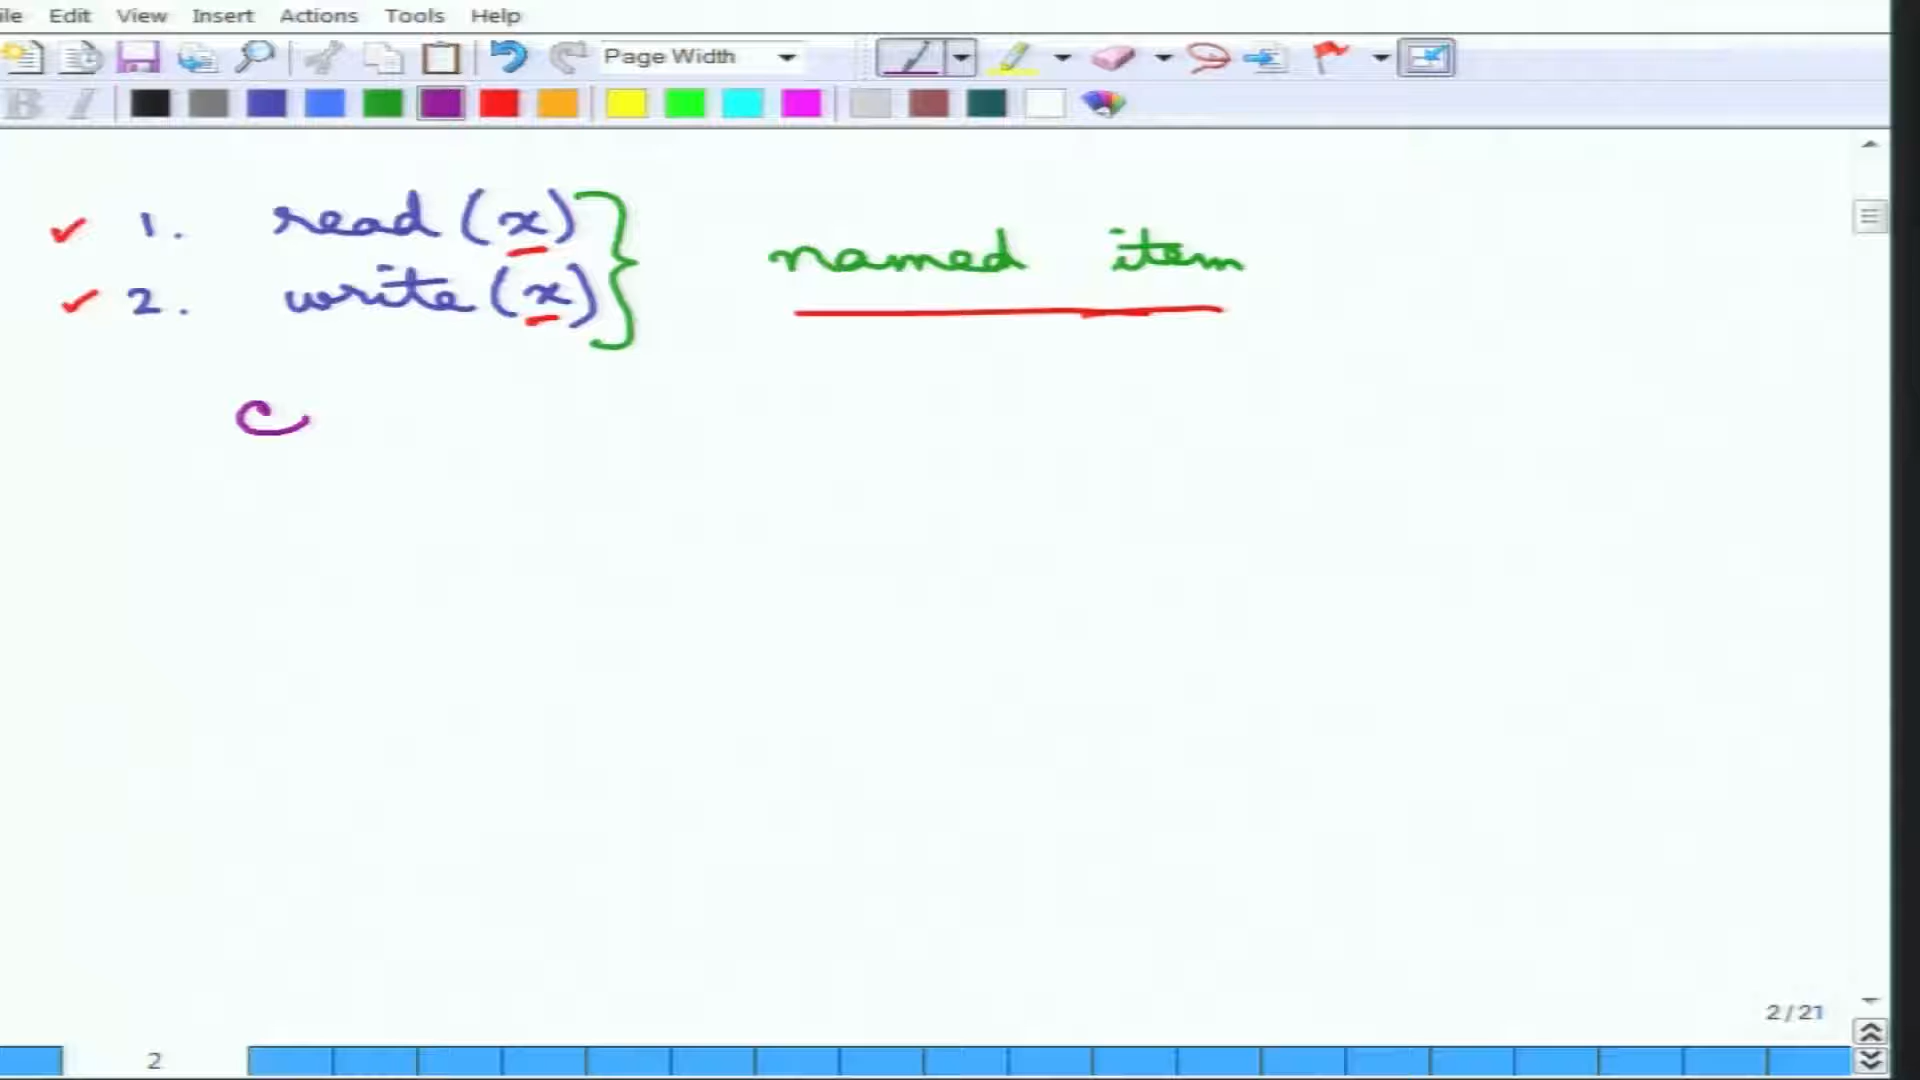 ile Edit View Insert Actions Tools Help
Page Width
B I
1. read (x)
2. write (x)
named item
c
2 / 21
2